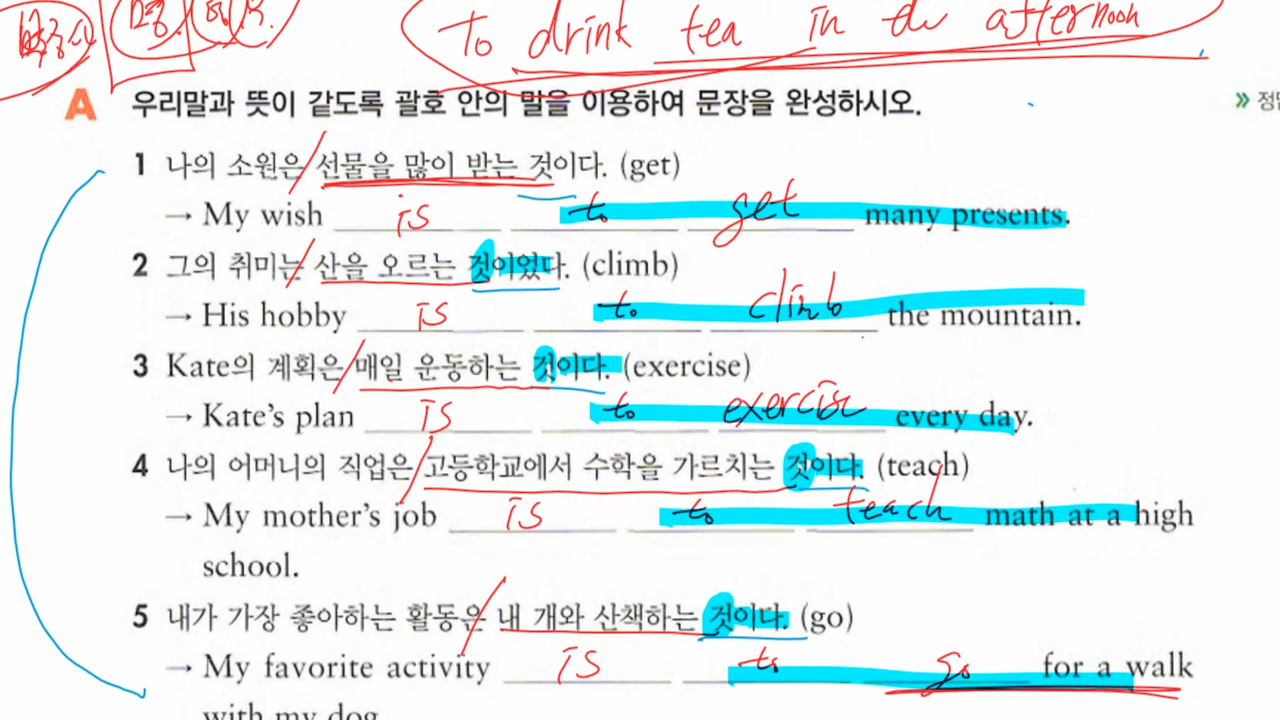 to drink tea in the afternoon
A 우리말과 뜻이 같도록 괄호 안의 말을 이용하여 문장을 완성하시오.
» 정답
1 나의 소원은 선물을 많이 받는 것이다. (get)
→ My wish is to get many presents.
2 그의 취미는 산을 오르는 것이었다. (climb)
→ His hobby is to climb the mountain.
3 Kate의 계획은 매일 운동하는 것이다. (exercise)
→ Kate's plan is to exercise every day.
4 나의 어머니의 직업은 고등학교에서 수학을 가르치는 것이다. (teach)
→ My mother's job is to teach math at a high
school.
5 내가 가장 좋아하는 활동은 내 개와 산책하는 것이다. (go)
→ My favorite activity is to go for a walk
with my dog.